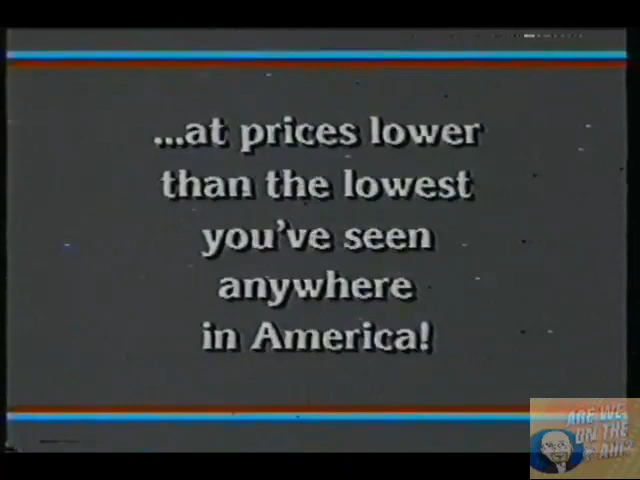 ...at prices lower
than the lowest
you've seen
anywhere
in America!
ARE WE
ON THE
AIR?